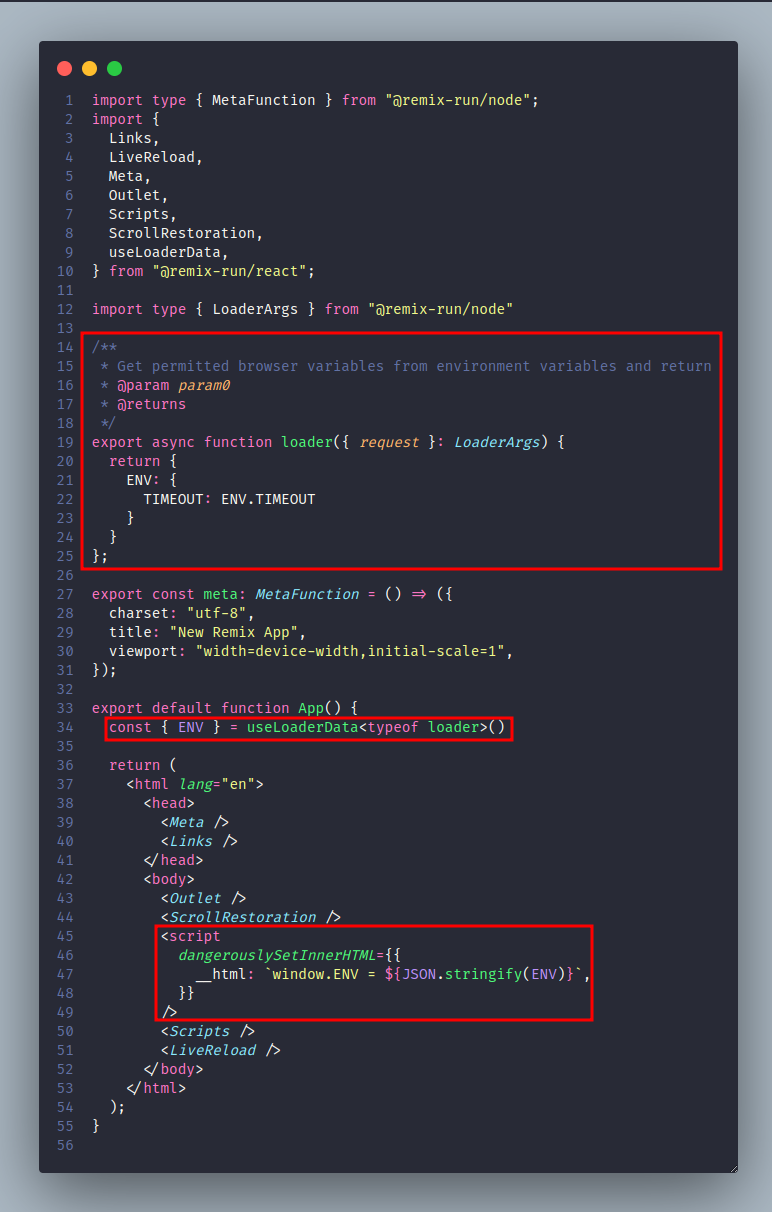 1 import type { MetaFunction } from "@remix-run/node";
2 import {
3   Links,
4   LiveReload,
5   Meta,
6   Outlet,
7   Scripts,
8   ScrollRestoration,
9   useLoaderData,
10 } from "@remix-run/react";
11
12 import type { LoaderArgs } from "@remix-run/node"
13
14 /**
15  * Get permitted browser variables from environment variables and return
16  * @param param0
17  * @returns
18  */
19 export async function loader({ request }: LoaderArgs) {
20   return {
21     ENV: {
22       TIMEOUT: ENV.TIMEOUT
23     }
24   }
25 };
26
27 export const meta: MetaFunction = () => ({
28   charset: "utf-8",
29   title: "New Remix App",
30   viewport: "width=device-width,initial-scale=1",
31 });
32
33 export default function App() {
34   const { ENV } = useLoaderData<typeof loader>()
35
36   return (
37     <html lang="en">
38       <head>
39         <Meta />
40         <Links />
41       </head>
42       <body>
43         <Outlet />
44         <ScrollRestoration />
45         <script
46           dangerouslySetInnerHTML={{
47             __html: `window.ENV = ${JSON.stringify(ENV)}`,
48           }}
49         />
50         <Scripts />
51         <LiveReload />
52       </body>
53     </html>
54   );
55 }
56